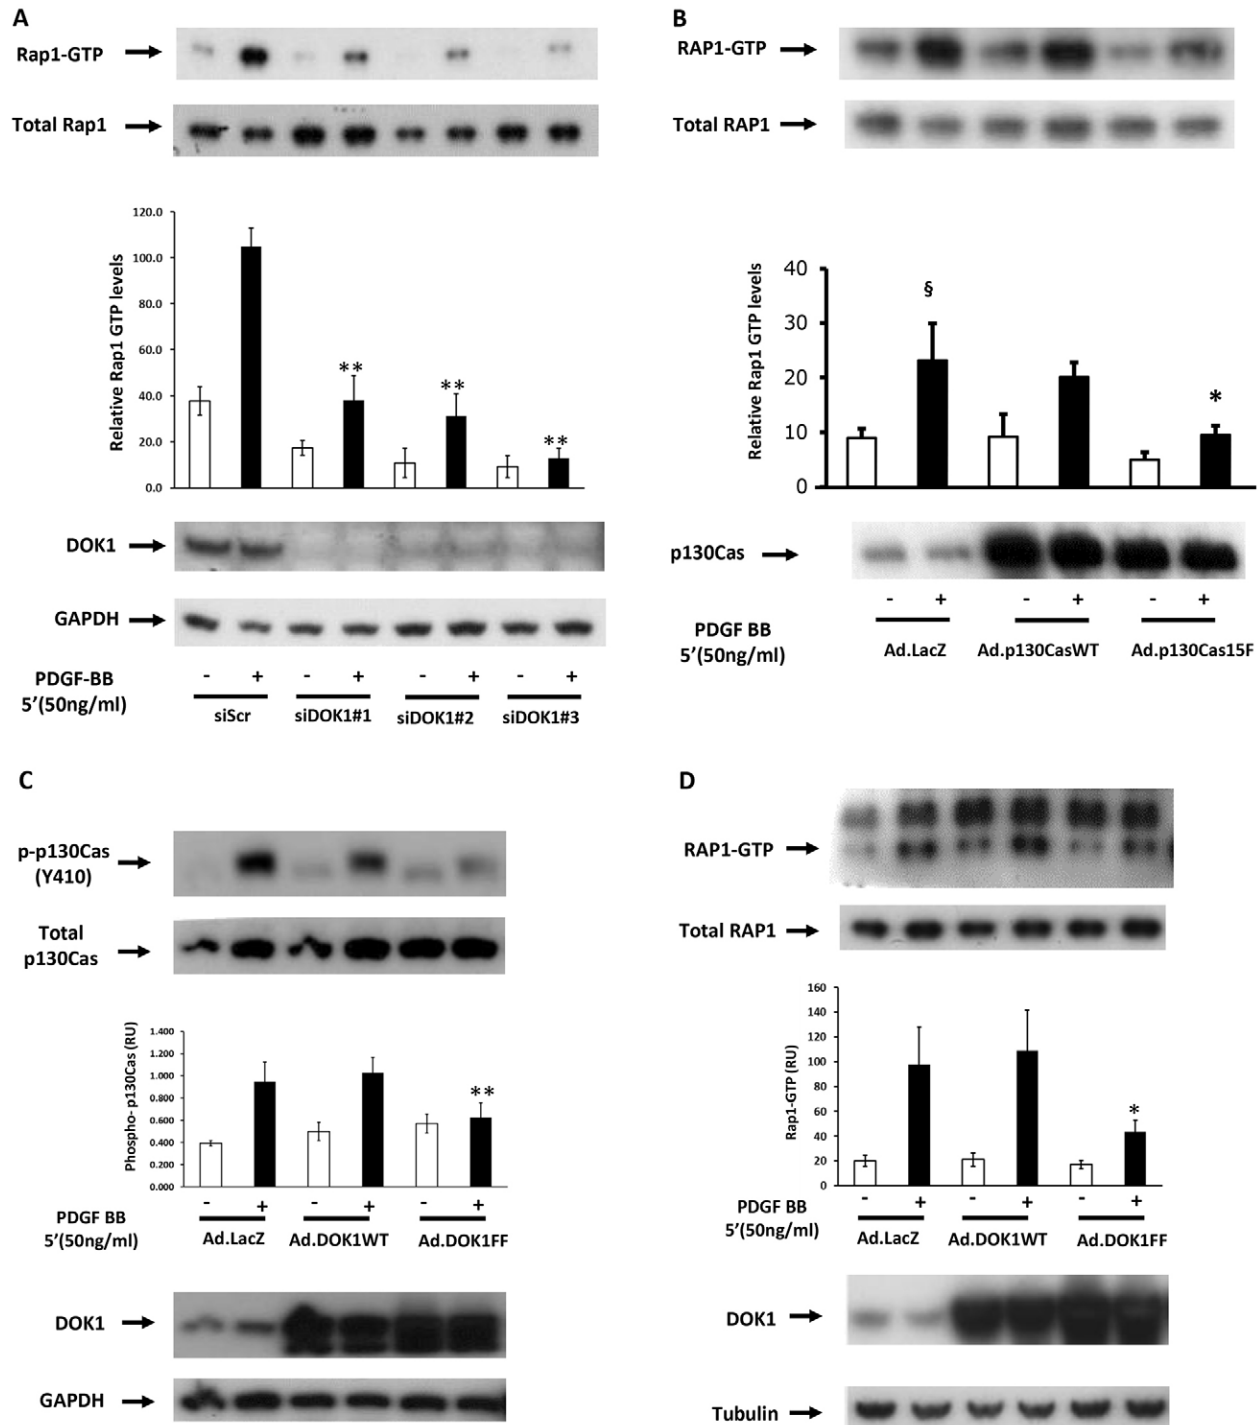 A
Rap1-GTP
Total Rap1
Relative Rap1 GTP levels
120.0
100.0
80.0
60.0
40.0
20.0
0.0
**
**
**
DOK1
GAPDH
PDGF-BB
5'(50ng/ml)
- + - + - + - +
siScr siDOK1#1 siDOK1#2 siDOK1#3
B
RAP1-GTP
Total RAP1
Relative Rap1 GTP levels
40
30
20
10
0
§
*
p130Cas
- + - + - +
PDGF BB
5'(50ng/ml)
Ad.LacZ Ad.p130CasWT Ad.p130Cas15F
C
p-p130Cas
(Y410)
Total
p130Cas
Phospho- p130Cas (RU)
1.400
1.200
1.000
0.800
0.600
0.400
0.200
0.000
**
- + - + - +
PDGF BB
5'(50ng/ml)
Ad.LacZ Ad.DOK1WT Ad.DOK1FF
DOK1
GAPDH
D
RAP1-GTP
Total RAP1
Rap1-GTP (RU)
160
140
120
100
80
60
40
20
0
*
- + - + - +
PDGF BB
5'(50ng/ml)
Ad.LacZ Ad.DOK1WT Ad.DOK1FF
DOK1
Tubulin